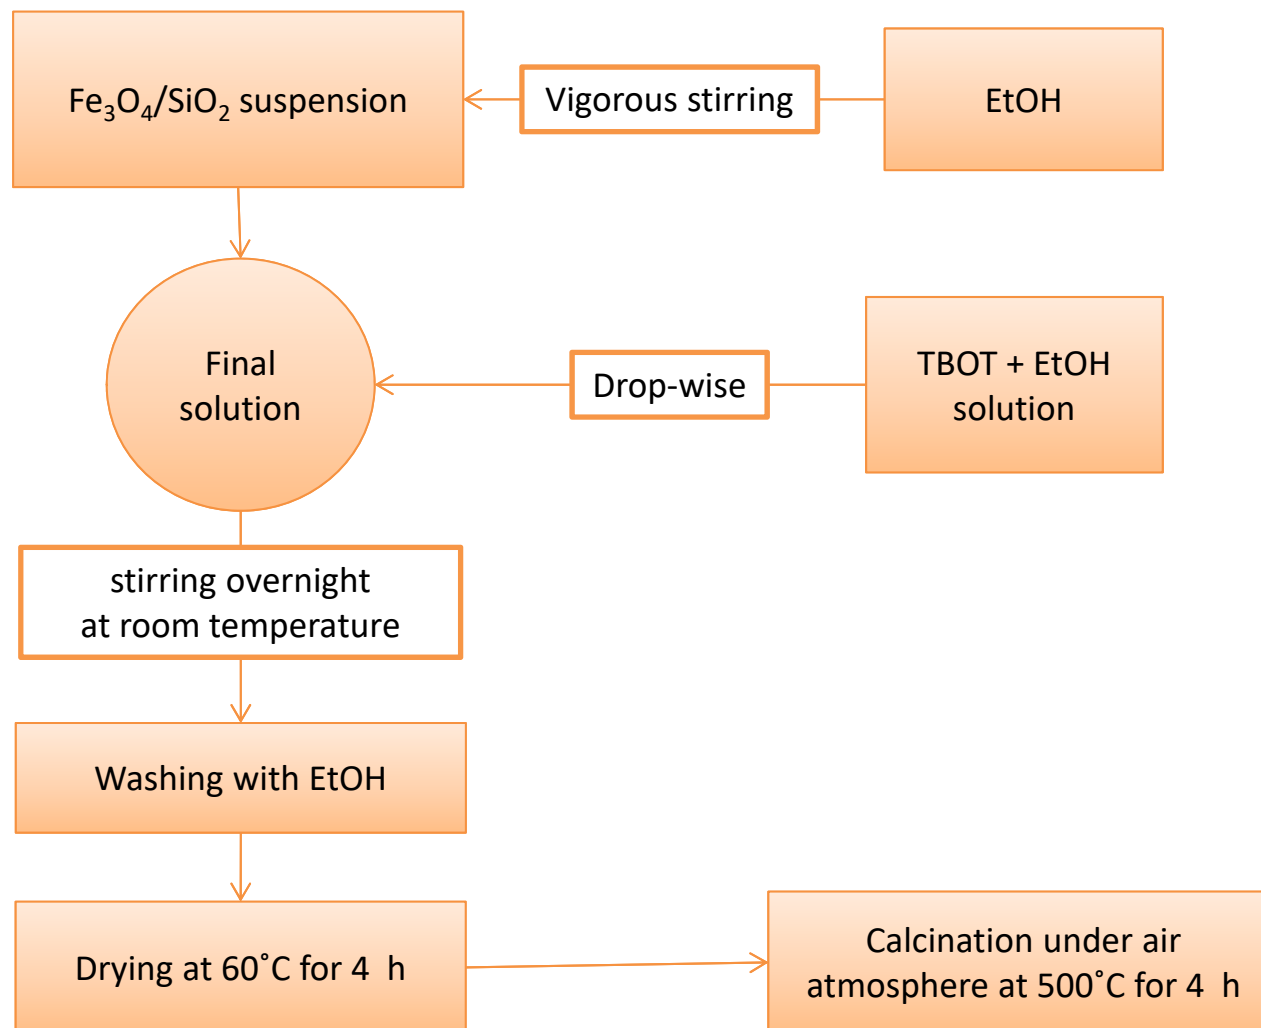 Fe₃O₄/SiO₂ suspension
Vigorous stirring
EtOH
Final
solution
Drop-wise
TBOT + EtOH
solution
stirring overnight
at room temperature
Washing with EtOH
Drying at 60˚C for 4 h
Calcination under air
atmosphere at 500˚C for 4 h